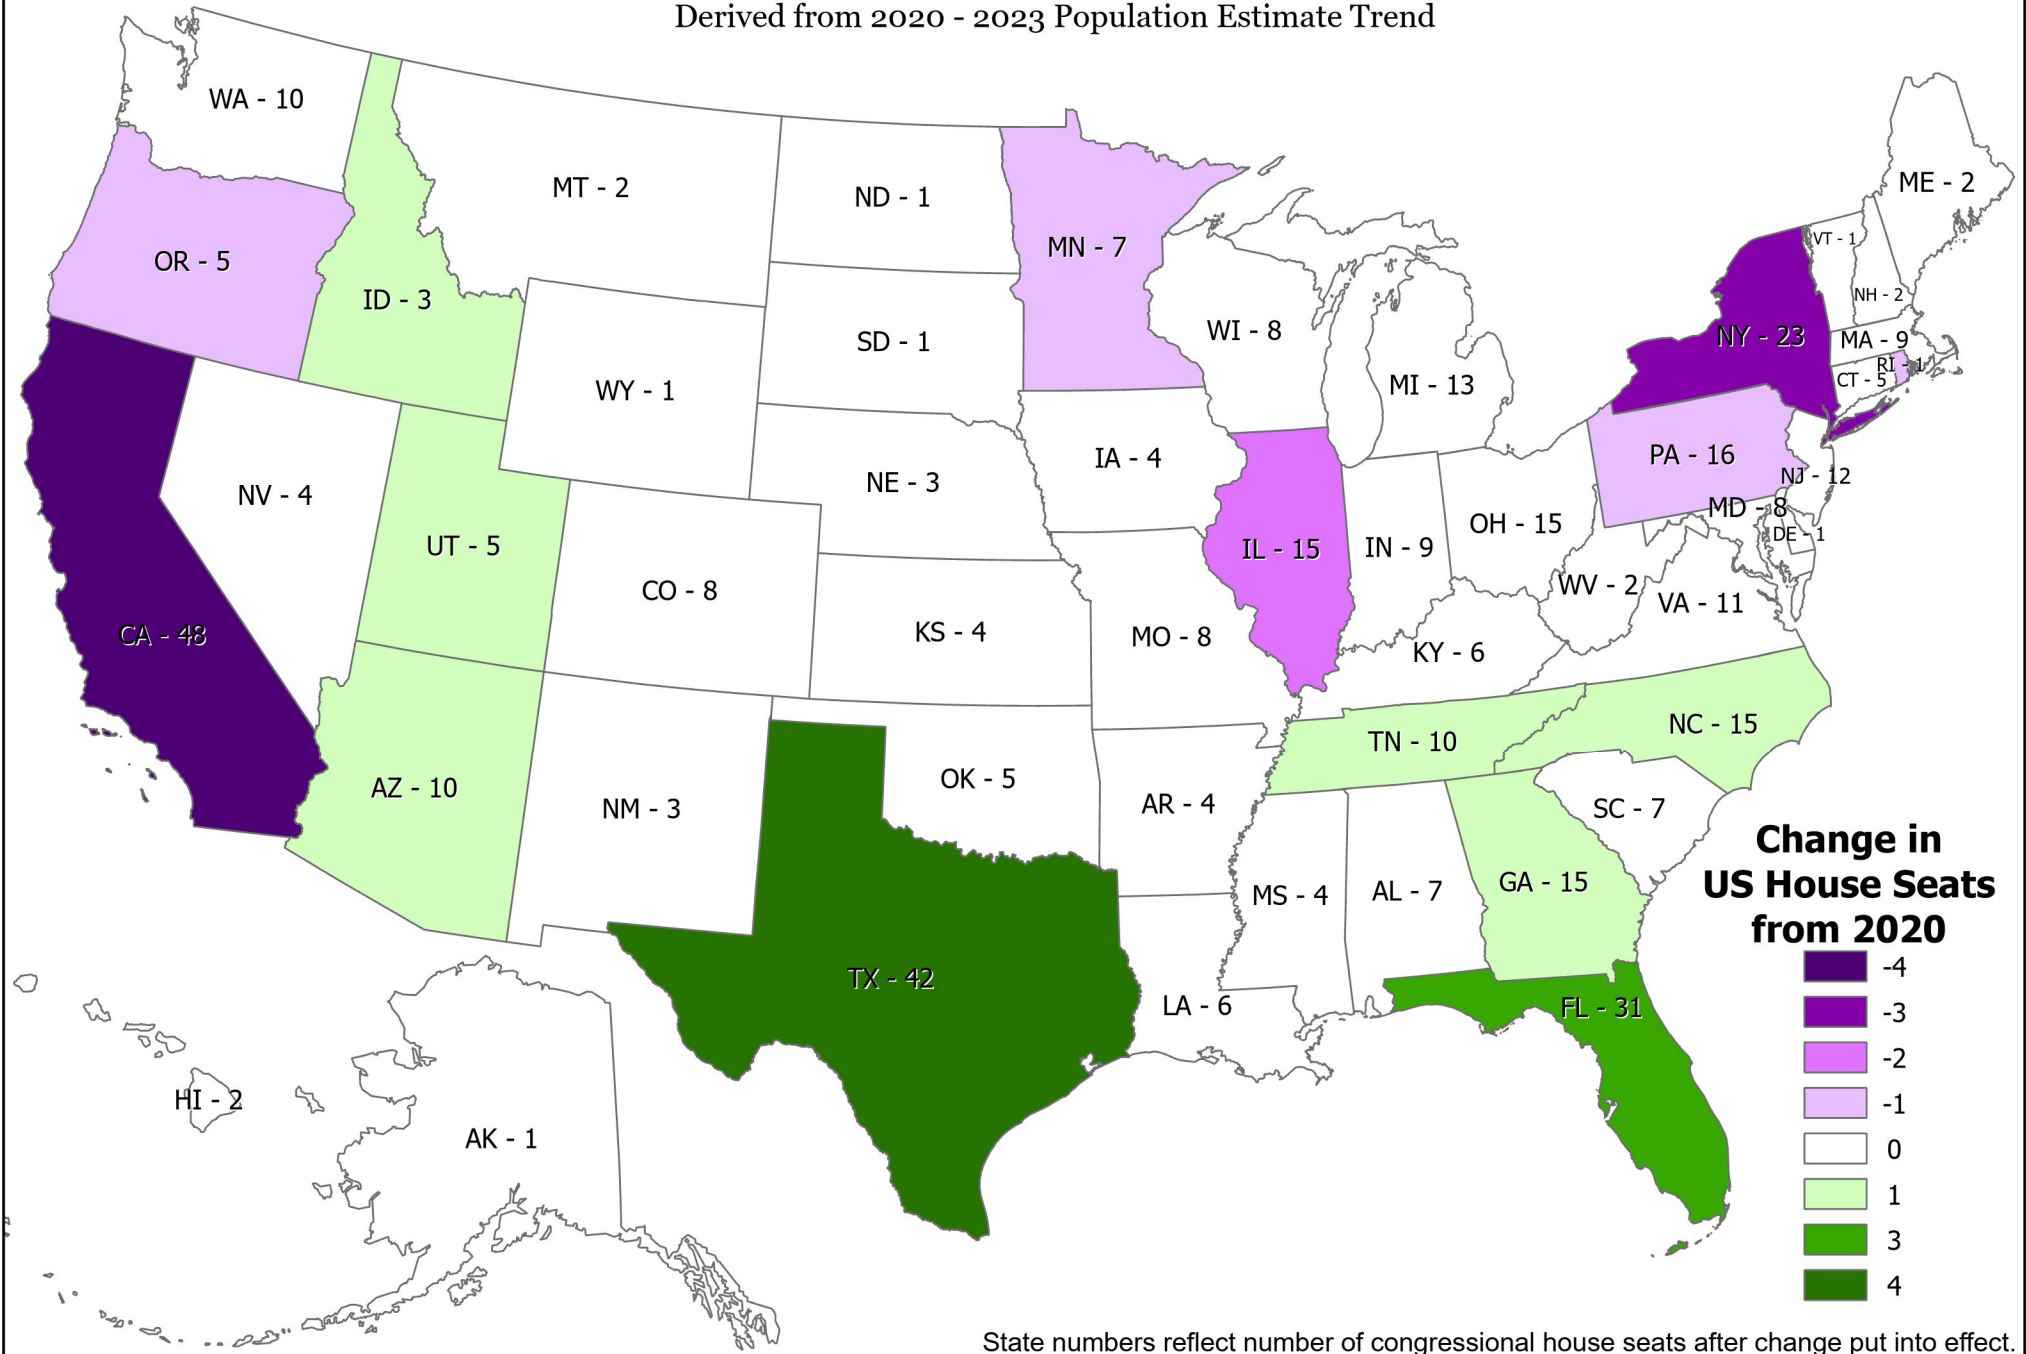 Derived from 2020 - 2023 Population Estimate Trend
WA - 10
MT - 2
ND - 1
MN - 7
ME - 2
OR - 5
ID - 3
VT - 1
NH - 2
SD - 1
WI - 8
NY - 23
MA - 9
RI - 1
CT - 5
WY - 1
MI - 13
NV - 4
NE - 3
IA - 4
PA - 16
NJ - 12
MD - 8
DE - 1
UT - 5
CO - 8
IL - 15
IN - 9
OH - 15
WV - 2
VA - 11
CA - 48
KS - 4
MO - 8
KY - 6
AZ - 10
NM - 3
OK - 5
AR - 4
TN - 10
NC - 15
SC - 7
TX - 42
LA - 6
MS - 4
AL - 7
GA - 15
FL - 31
HI - 2
AK - 1
Change in
US House Seats
from 2020
-4
-3
-2
-1
0
1
3
4
State numbers reflect number of congressional house seats after change put into effect.